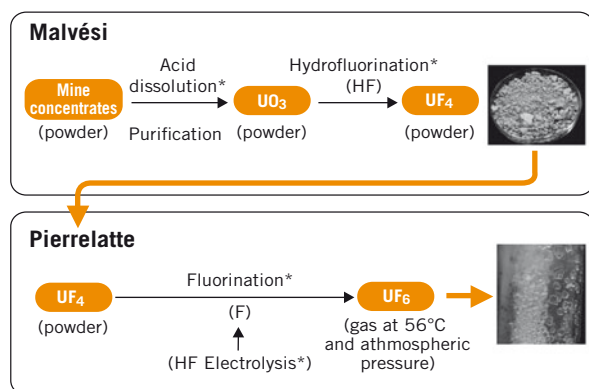 Malvési
Acid
dissolution*
Hydrofluorination*
(HF)
Mine
concentrates
UO3
UF4
(powder)
Purification
(powder)
(powder)
Pierrelatte
Fluorination*
UF4
UF6
(powder)
(F)
(gas at 56°C
and athmospheric
pressure)
(HF Electrolysis*)